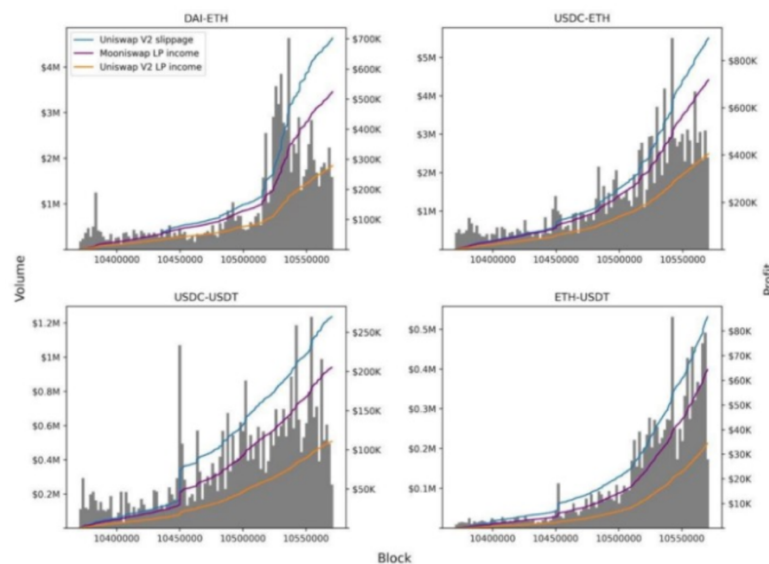 DAI-ETH
Uniswap V2 slippage
Mooniswap LP income
Uniswap V2 LP income
$4M
$3M
$2M
$1M
$700K
$600K
$500K
$400K
$300K
$200K
$100K
10400000 10450000 10500000 10550000
USDC-ETH
$5M
$4M
$3M
$2M
$1M
$800K
$600K
$400K
$200K
10400000 10450000 10500000 10550000
Volume
Profit
USDC-USDT
$1.2M
$1M
$0.8M
$0.6M
$0.4M
$0.2M
$250K
$200K
$150K
$100K
$50K
10400000 10450000 10500000 10550000
ETH-USDT
$0.5M
$0.4M
$0.3M
$0.2M
$0.1M
$80K
$70K
$60K
$50K
$40K
$30K
$20K
$10K
10400000 10450000 10500000 10550000
Block